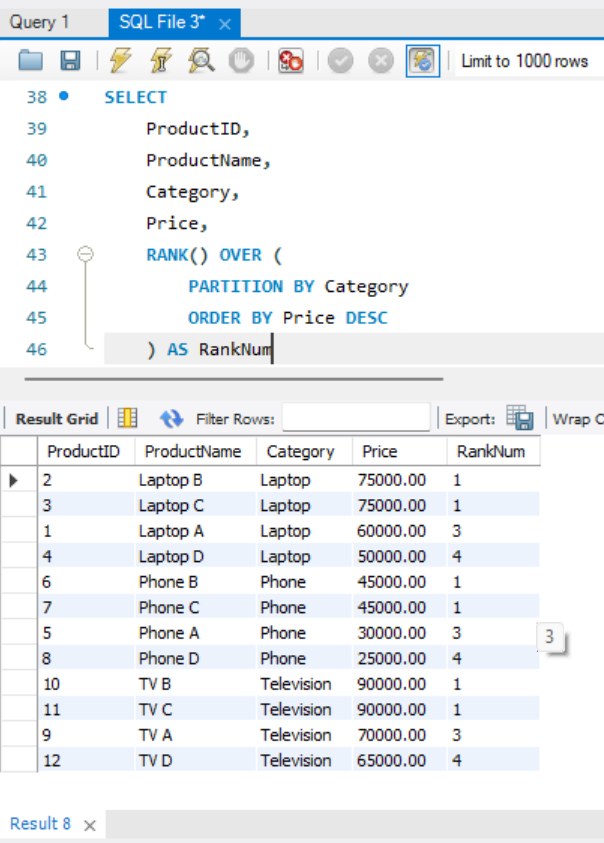 Query 1 SQL File 3* ×
Limit to 1000 rows
38 SELECT
39 ProductID,
40 ProductName,
41 Category,
42 Price,
43 RANK() OVER (
44 PARTITION BY Category
45 ORDER BY Price DESC
46 ) AS RankNum
Result Grid Filter Rows: Export: Wrap C
ProductID ProductName Category Price RankNum
2 Laptop B Laptop 75000.00 1
3 Laptop C Laptop 75000.00 1
1 Laptop A Laptop 60000.00 3
4 Laptop D Laptop 50000.00 4
6 Phone B Phone 45000.00 1
7 Phone C Phone 45000.00 1
5 Phone A Phone 30000.00 3
3
8 Phone D Phone 25000.00 4
10 TV B Television 90000.00 1
11 TV C Television 90000.00 1
9 TV A Television 70000.00 3
12 TV D Television 65000.00 4
Result 8 ×